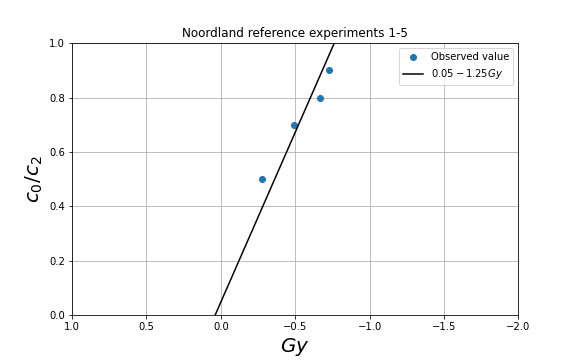 Noordland reference experiments 1-5
1.0
0.8
0.6
0.4
0.2
0.0
c₀/c₂
Observed value
0.05 − 1.25Gy
1.0 0.5 0.0 −0.5 −1.0 −1.5 −2.0
Gy